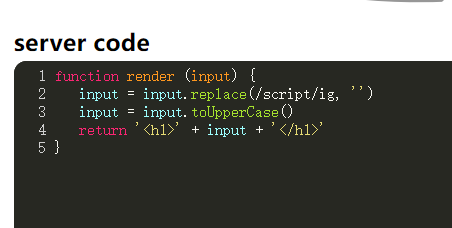 server code
1 function render (input) {
2     input = input.replace(/script/ig, '')
3     input = input.toUpperCase()
4     return '<h1>' + input + '</h1>'
5 }